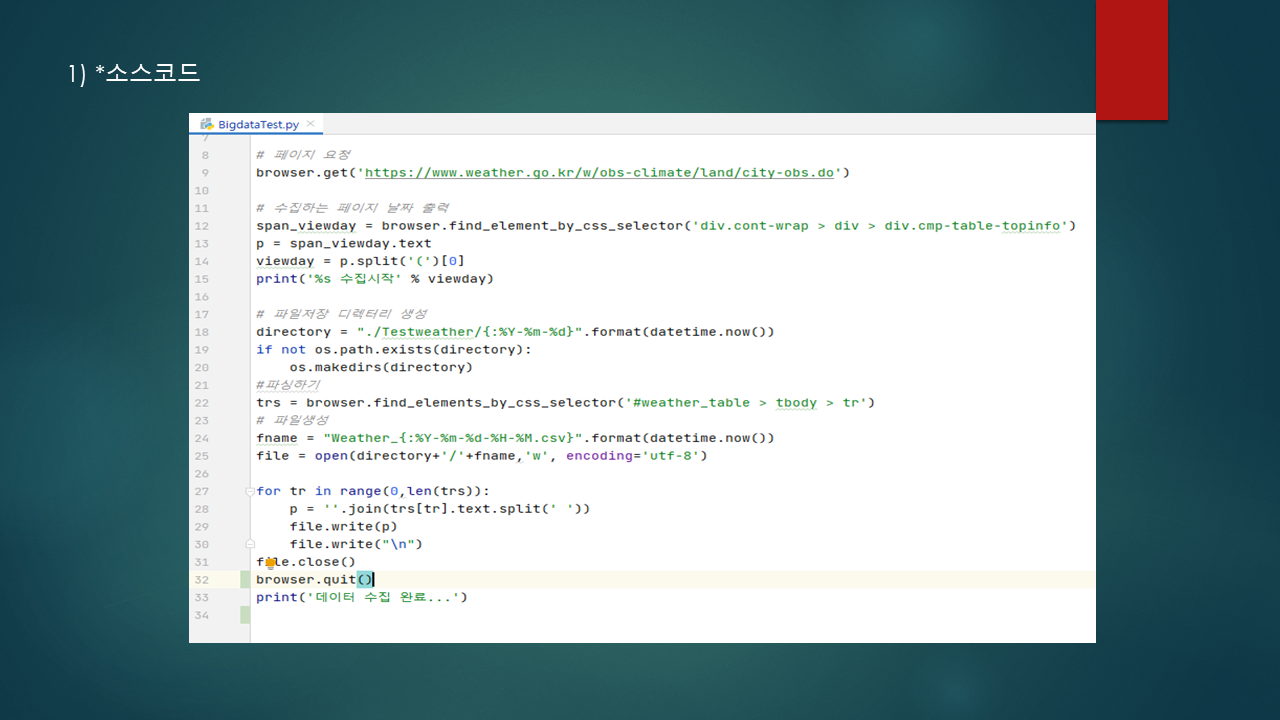 1) *소스코드
BigdataTest.py
7
8 # 페이지 요청
9 browser.get('https://www.weather.go.kr/w/obs-climate/land/city-obs.do')
10
11 # 수집하는 페이지 날짜 출력
12 span_viewday = browser.find_element_by_css_selector('div.cont-wrap > div > div.cmp-table-topinfo')
13 p = span_viewday.text
14 viewday = p.split('(')[0]
15 print('%s 수집시작' % viewday)
16
17 # 파일저장 디렉터리 생성
18 directory = "./Testweather/{:%Y-%m-%d}".format(datetime.now())
19 if not os.path.exists(directory):
20     os.makedirs(directory)
21 #파싱하기
22 trs = browser.find_elements_by_css_selector('#weather_table > tbody > tr')
23 # 파일생성
24 fname = "Weather_{:%Y-%m-%d-%H-%M.csv}".format(datetime.now())
25 file = open(directory+'/'+fname,'w', encoding='utf-8')
26
27 for tr in range(0,len(trs)):
28     p = ''.join(trs[tr].text.split(' '))
29     file.write(p)
30     file.write("\n")
31 file.close()
32 browser.quit()
33 print('데이터 수집 완료...')
34